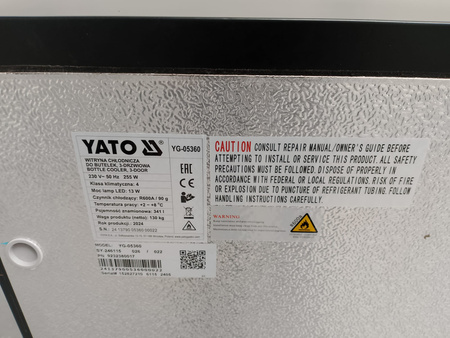 YATO YG-05360
WITRYNA CHŁODNICZA
DO BUTELEK, 3-DRZWIOWA
BOTTLE COOLER, 3-DOOR
230 V~ 50 Hz 255 W
Klasa klimatyczna: 4
Moc lamp LED: 13 W
Czynnik chłodzący: R600A / 90 g
Temperatura pracy: +2 ~ +8 °C
Pojemność znamionowa: 341 l
Waga (netto): 130 kg
Rok produkcji: 2024
S/N:
EAC
CE
CAUTION CONSULT REPAIR MANUAL/OWNER'S GUIDE BEFORE
ATTEMPTING TO INSTALL OR SERVICE THIS PRODUCT. ALL SAFETY
PRECAUTIONS MUST BE FOLLOWED. DISPOSE OF PROPERLY IN
ACCORDANCE WITH FEDERAL OR LOCAL REGULATIONS. RISK OF FIRE
OR EXPLOSION DUE TO PUNCTURE OF REFRIGERANT TUBING. FOLLOW
HANDLING INSTRUCTIONS CAREFULLY.
WARNING
MODEL: YG-05360